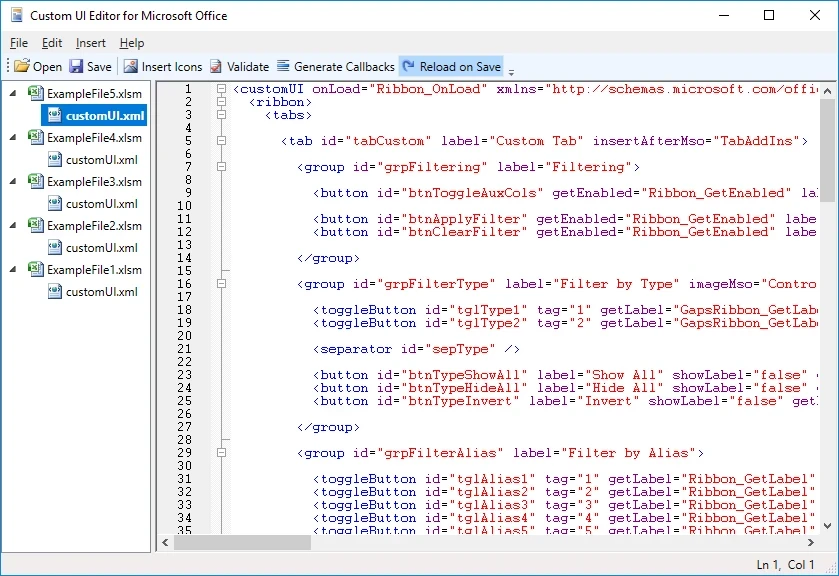 Custom UI Editor for Microsoft Office
File Edit Insert Help
Open Save Insert Icons Validate Generate Callbacks Reload on Save
ExampleFile5.xlsm
customUI.xml
ExampleFile4.xlsm
customUI.xml
ExampleFile3.xlsm
customUI.xml
ExampleFile2.xlsm
customUI.xml
ExampleFile1.xlsm
customUI.xml
1 <customUI onLoad="Ribbon_OnLoad" xmlns="http://schemas.microsoft.com/offi
2 <ribbon>
3 <tabs>
4
5 <tab id="tabCustom" label="Custom Tab" insertAfterMso="TabAddIns">
6
7 <group id="grpFiltering" label="Filtering">
8
9 <button id="btnToggleAuxCols" getEnabled="Ribbon_GetEnabled" la
10
11 <button id="btnApplyFilter" getEnabled="Ribbon_GetEnabled" labe
12 <button id="btnClearFilter" getEnabled="Ribbon_GetEnabled" labe
13
14 </group>
15
16 <group id="grpFilterType" label="Filter by Type" imageMso="Contro
17
18 <toggleButton id="tglType1" tag="1" getLabel="GapsRibbon_GetLabe
19 <toggleButton id="tglType2" tag="2" getLabel="GapsRibbon_GetLabe
20
21 <separator id="sepType" />
22
23 <button id="btnTypeShowAll" label="Show All" showLabel="false"
24 <button id="btnTypeHideAll" label="Hide All" showLabel="false"
25 <button id="btnTypeInvert" label="Invert" showLabel="false" get
26
27 </group>
28
29 <group id="grpFilterAlias" label="Filter by Alias">
30
31 <toggleButton id="tglAlias1" tag="1" getLabel="Ribbon_GetLabel"
32 <toggleButton id="tglAlias2" tag="2" getLabel="Ribbon_GetLabel"
33 <toggleButton id="tglAlias3" tag="3" getLabel="Ribbon_GetLabel"
34 <toggleButton id="tglAlias4" tag="4" getLabel="Ribbon_GetLabel"
35 <toggleButton id="tglAlias5" tag="5" getLabel="Ribbon_GetLabel"
Ln 1, Col 1